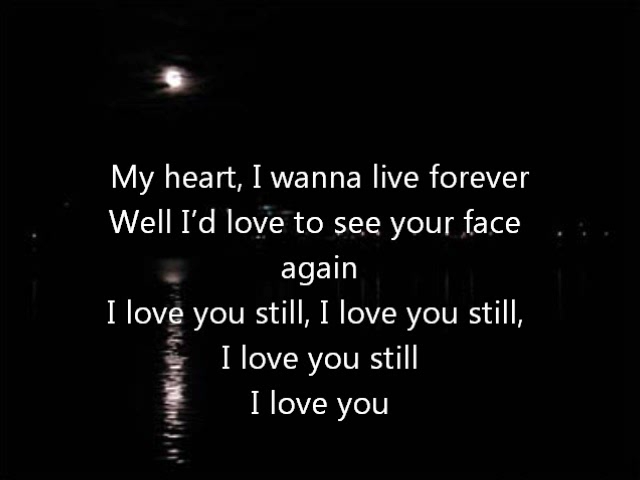 My heart, I wanna live forever
Well I'd love to see your face
again
I love you still, I love you still,
I love you still
I love you